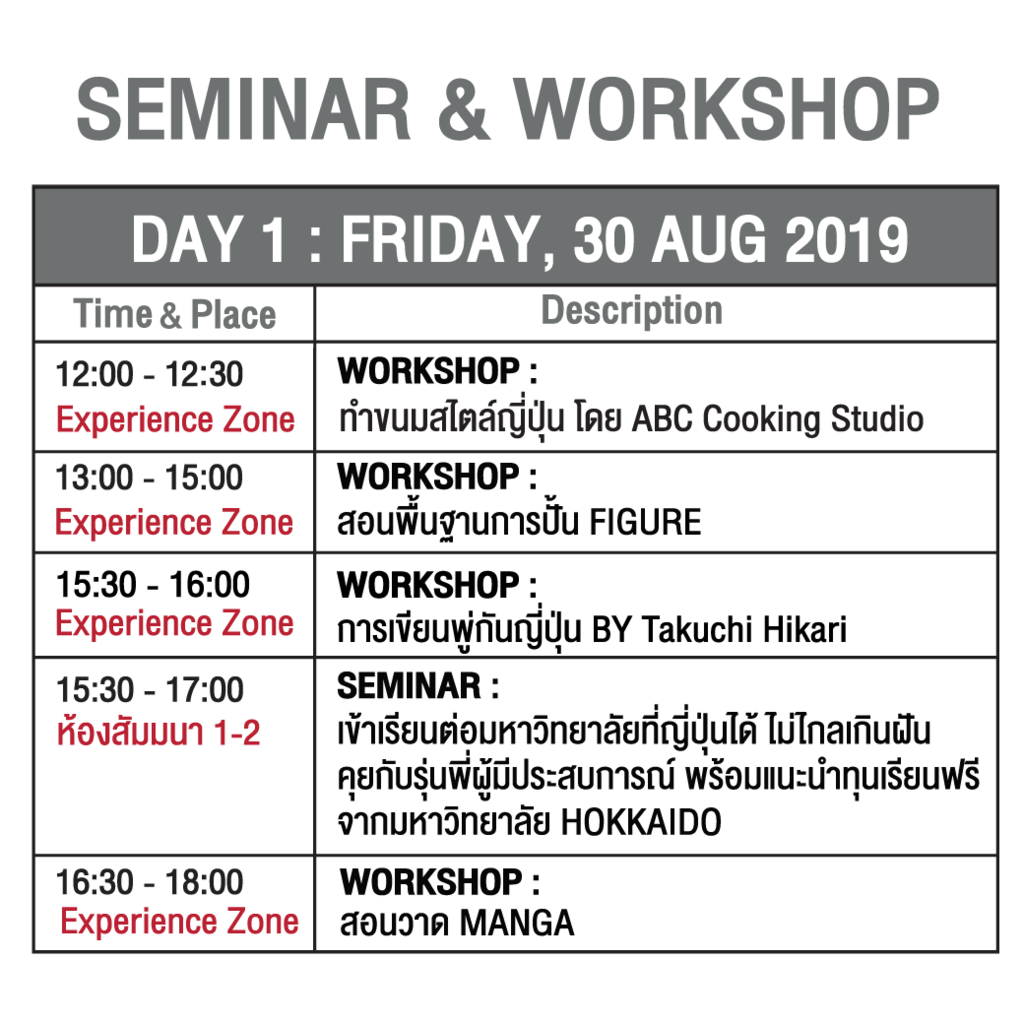 SEMINAR & WORKSHOP
DAY 1 : FRIDAY, 30 AUG 2019
Time & Place
Description
12:00 - 12:30
Experience Zone
WORKSHOP :
ทำขนมสไตล์ญี่ปุ่น โดย ABC Cooking Studio
13:00 - 15:00
Experience Zone
WORKSHOP :
สอนพื้นฐานการปั้น FIGURE
15:30 - 16:00
Experience Zone
WORKSHOP :
การเขียนพู่กันญี่ปุ่น BY Takuchi Hikari
15:30 - 17:00
ห้องสัมมนา 1-2
SEMINAR :
เข้าเรียนต่อมหาวิทยาลัยที่ญี่ปุ่นได้ ไม่ไกลเกินฝัน
คุยกับรุ่นพี่ผู้มีประสบการณ์ พร้อมแนะนำทุนเรียนฟรี
จากมหาวิทยาลัย HOKKAIDO
16:30 - 18:00
Experience Zone
WORKSHOP :
สอนวาด MANGA